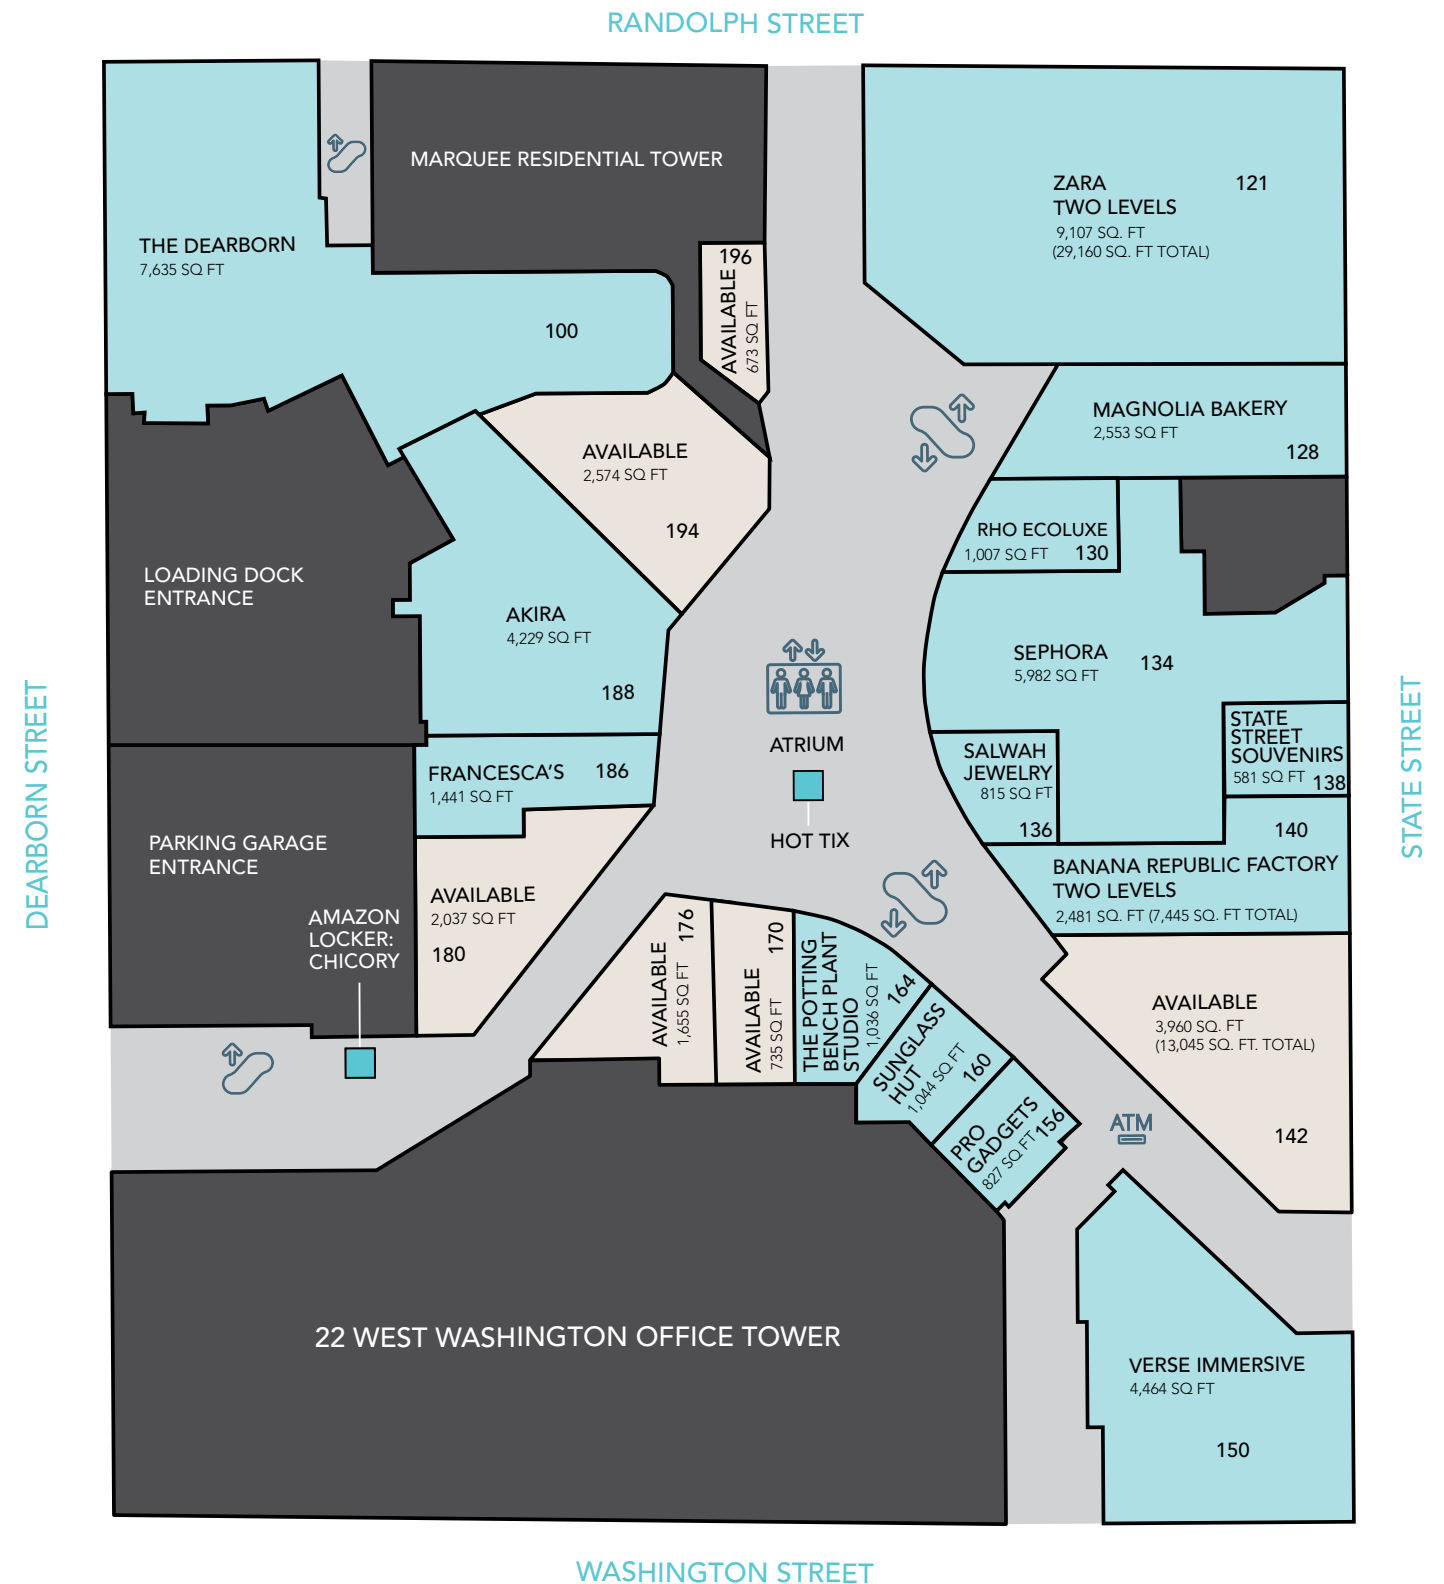 RANDOLPH STREET
MARQUEE RESIDENTIAL TOWER
ZARA
TWO LEVELS
9,107 SQ. FT
(29,160 SQ. FT TOTAL)
121
THE DEARBORN
7,635 SQ FT
100
196
AVAILABLE
673 SQ FT
MAGNOLIA BAKERY
2,553 SQ FT
128
AVAILABLE
2,574 SQ FT
194
RHO ECOLUXE
1,007 SQ FT
130
LOADING DOCK
ENTRANCE
AKIRA
4,229 SQ FT
188
SEPHORA
5,982 SQ FT
134
DEARBORN STREET
STATE STREET
ATRIUM
HOT TIX
FRANCESCA'S
1,441 SQ FT
186
SALWAH
JEWELRY
815 SQ FT
136
STATE
STREET
SOUVENIRS
581 SQ FT
138
140
BANANA REPUBLIC FACTORY
TWO LEVELS
2,481 SQ. FT (7,445 SQ. FT TOTAL)
PARKING GARAGE
ENTRANCE
AMAZON
LOCKER:
CHICORY
AVAILABLE
2,037 SQ FT
180
AVAILABLE
1,655 SQ FT
176
AVAILABLE
735 SQ FT
170
THE POTTING
BENCH PLANT
STUDIO
1,036 SQ FT
164
SUNGLASS
HUT
1,044 SQ FT
160
PRO
GADGETS
827 SQ FT
156
AVAILABLE
3,960 SQ. FT
(13,045 SQ. FT. TOTAL)
142
ATM
22 WEST WASHINGTON OFFICE TOWER
VERSE IMMERSIVE
4,464 SQ FT
150
WASHINGTON STREET